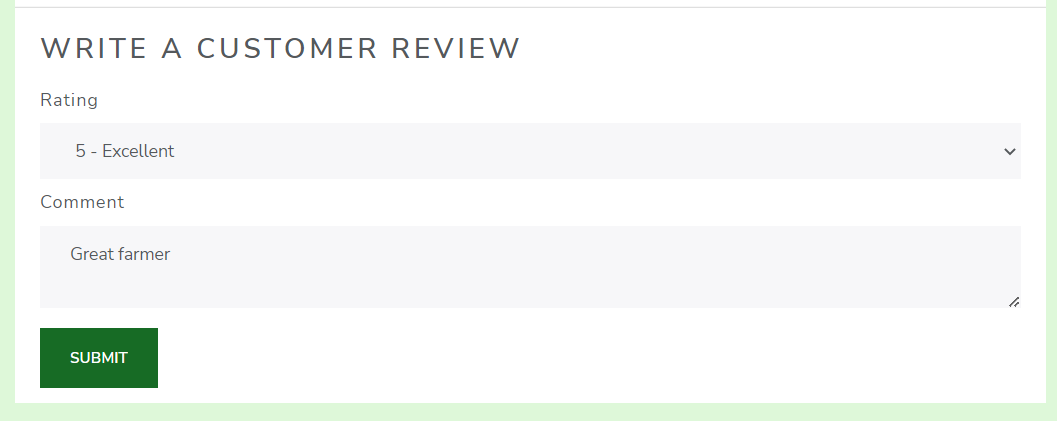 WRITE A CUSTOMER REVIEW
Rating
5 - Excellent
Comment
Great farmer
SUBMIT